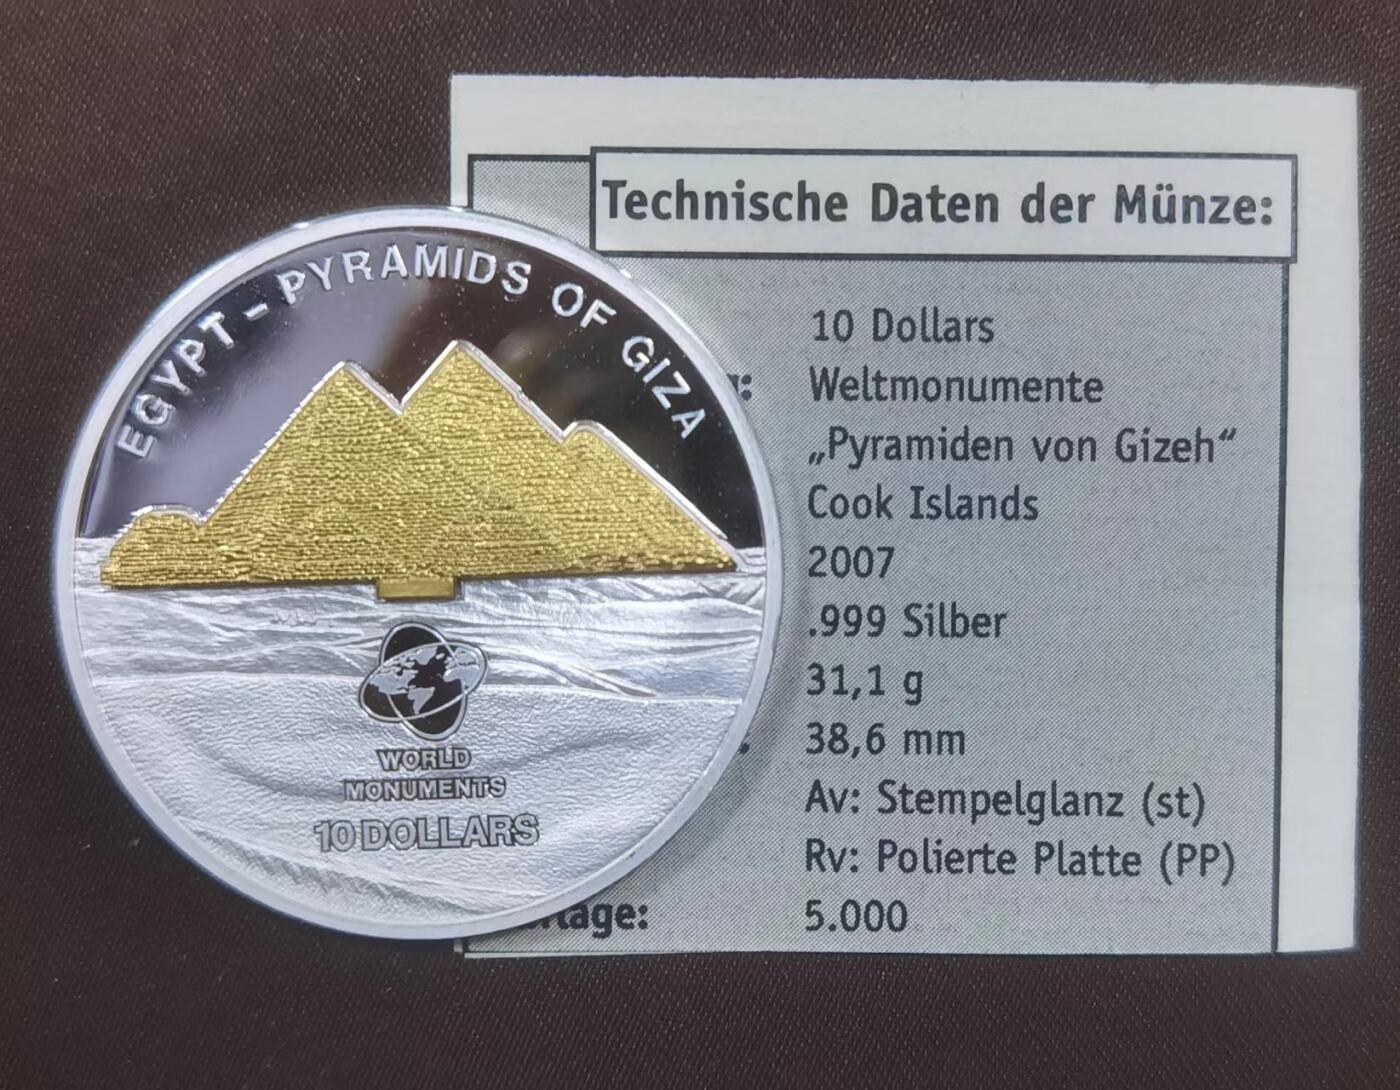 EGYPT - PYRAMIDS OF GIZA
WORLD
MONUMENTS
10 DOLLARS
Technische Daten der Münze:
10 Dollars
Weltmonumente
„Pyramiden von Gizeh“
Cook Islands
2007
.999 Silber
31,1 g
38,6 mm
Av: Stempelglanz (st)
Rv: Polierte Platte (PP)
5.000